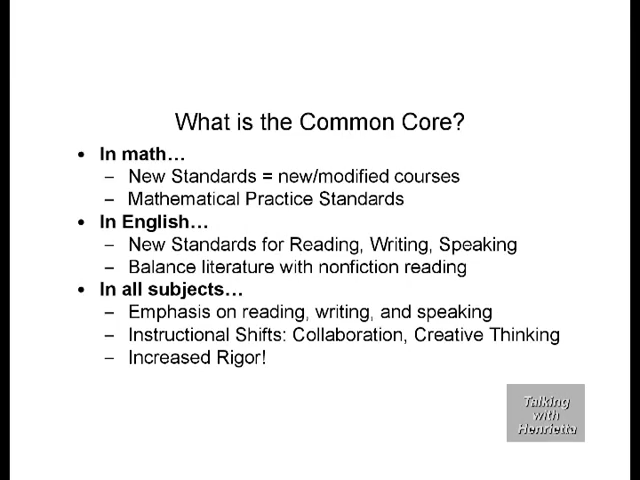 What is the Common Core?
• In math…
– New Standards = new/modified courses
– Mathematical Practice Standards
• In English…
– New Standards for Reading, Writing, Speaking
– Balance literature with nonfiction reading
• In all subjects…
– Emphasis on reading, writing, and speaking
– Instructional Shifts: Collaboration, Creative Thinking
– Increased Rigor!
Talking
with
Henrietta